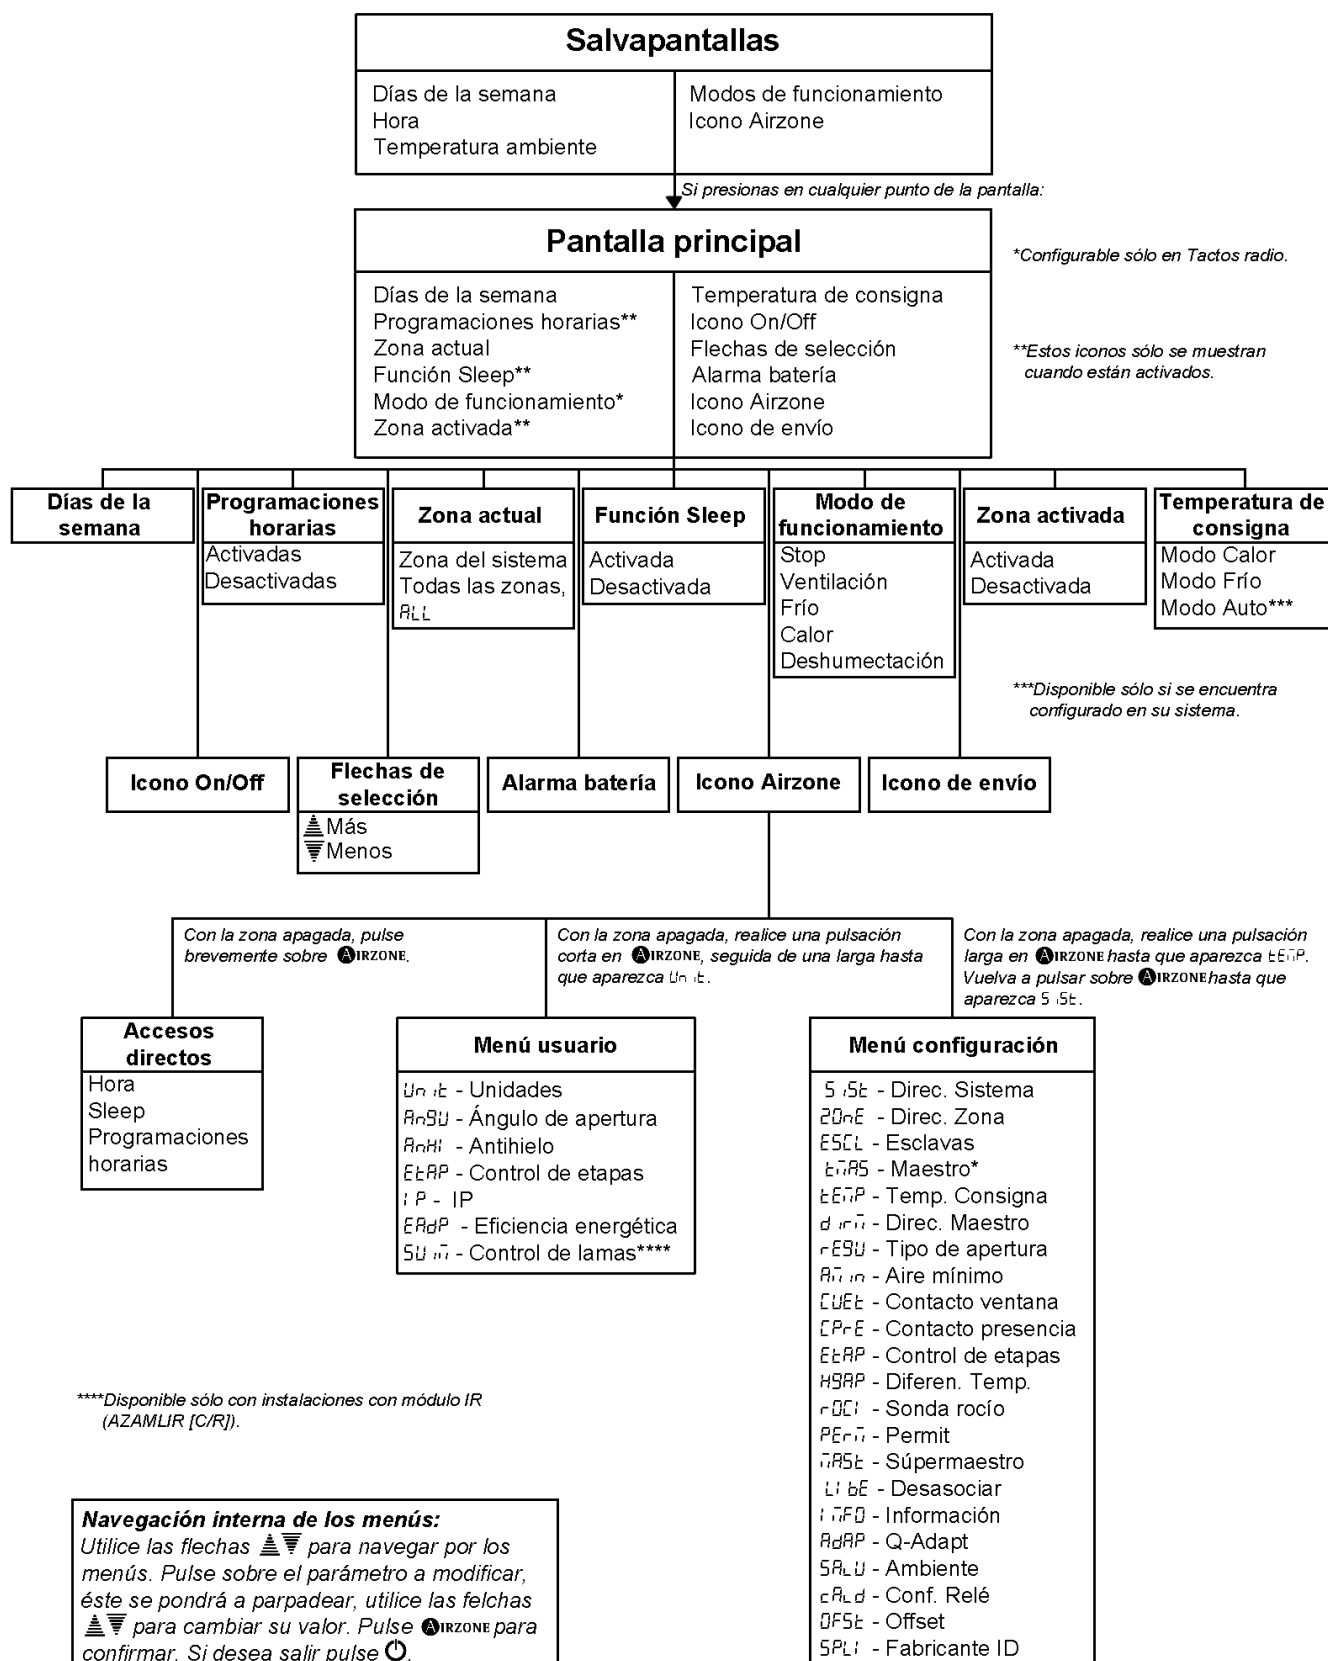 Salvapantallas
Días de la semana
Hora
Temperatura ambiente
Modos de funcionamiento
Icono Airzone
Si presionas en cualquier punto de la pantalla:
Pantalla principal
Días de la semana
Programaciones horarias**
Zona actual
Función Sleep**
Modo de funcionamiento*
Zona activada**
Temperatura de consigna
Icono On/Off
Flechas de selección
Alarma batería
Icono Airzone
Icono de envío
*Configurable sólo en Tactos radio.
**Estos iconos sólo se muestran
cuando están activados.
Días de la
semana
Programaciones
horarias
Activadas
Desactivadas
Zona actual
Zona del sistema
Todas las zonas,
ALL
Función Sleep
Activada
Desactivada
Modo de
funcionamiento
Stop
Ventilación
Frío
Calor
Deshumectación
Zona activada
Activada
Desactivada
Temperatura de
consigna
Modo Calor
Modo Frío
Modo Auto***
***Disponible sólo si se encuentra
configurado en su sistema.
Icono On/Off
Flechas de
selección
Más
Menos
Alarma batería
Icono Airzone
Icono de envío
Con la zona apagada, pulse
brevemente sobre AIRZONE.
Con la zona apagada, realice una pulsación
corta en AIRZONE, seguida de una larga hasta
que aparezca Unit.
Con la zona apagada, realice una pulsación
larga en AIRZONE hasta que aparezca tEmP.
Vuelva a pulsar sobre AIRZONE hasta que
aparezca SiSt.
Accesos
directos
Hora
Sleep
Programaciones
horarias
Menú usuario
Unit - Unidades
AnGU - Ángulo de apertura
AnHI - Antihielo
EtAP - Control de etapas
IP - IP
EAdP - Eficiencia energética
SUim - Control de lamas****
Menú configuración
SiSt - Direc. Sistema
ZOnE - Direc. Zona
ESCL - Esclavas
tmAS - Maestro*
tEmP - Temp. Consigna
dirm - Direc. Maestro
rEGU - Tipo de apertura
Amin - Aire mínimo
CVEt - Contacto ventana
CPrE - Contacto presencia
EtAP - Control de etapas
HGAP - Diferen. Temp.
rOCI - Sonda rocío
PErm - Permit
mASt - Súpermaestro
LIbE - Desasociar
InFO - Información
AdAP - Q-Adapt
SALU - Ambiente
cALd - Conf. Relé
OFSt - Offset
SPLI - Fabricante ID
****Disponible sólo con instalaciones con módulo IR
(AZAMLIR [C/R]).
Navegación interna de los menús:
Utilice las flechas para navegar por los
menús. Pulse sobre el parámetro a modificar,
éste se pondrá a parpadear, utilice las felchas
para cambiar su valor. Pulse AIRZONE para
confirmar. Si desea salir pulse .